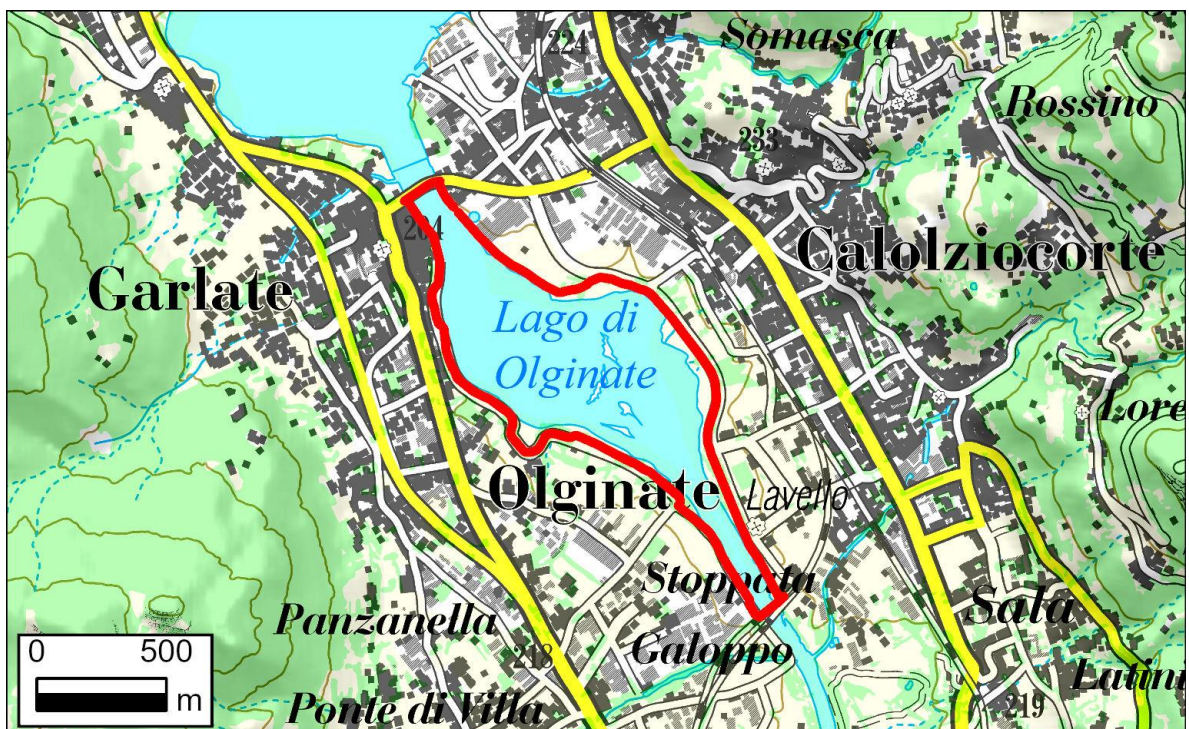 224
Somasca
Rossino
233
204
Calolziocorte
Garlate
Lago di
Olginate
Lore
Olginate
Lavello
Stoppata
Sala
Panzanella
Galoppo
218
Latini
Ponte di Villa
219
0 500
m